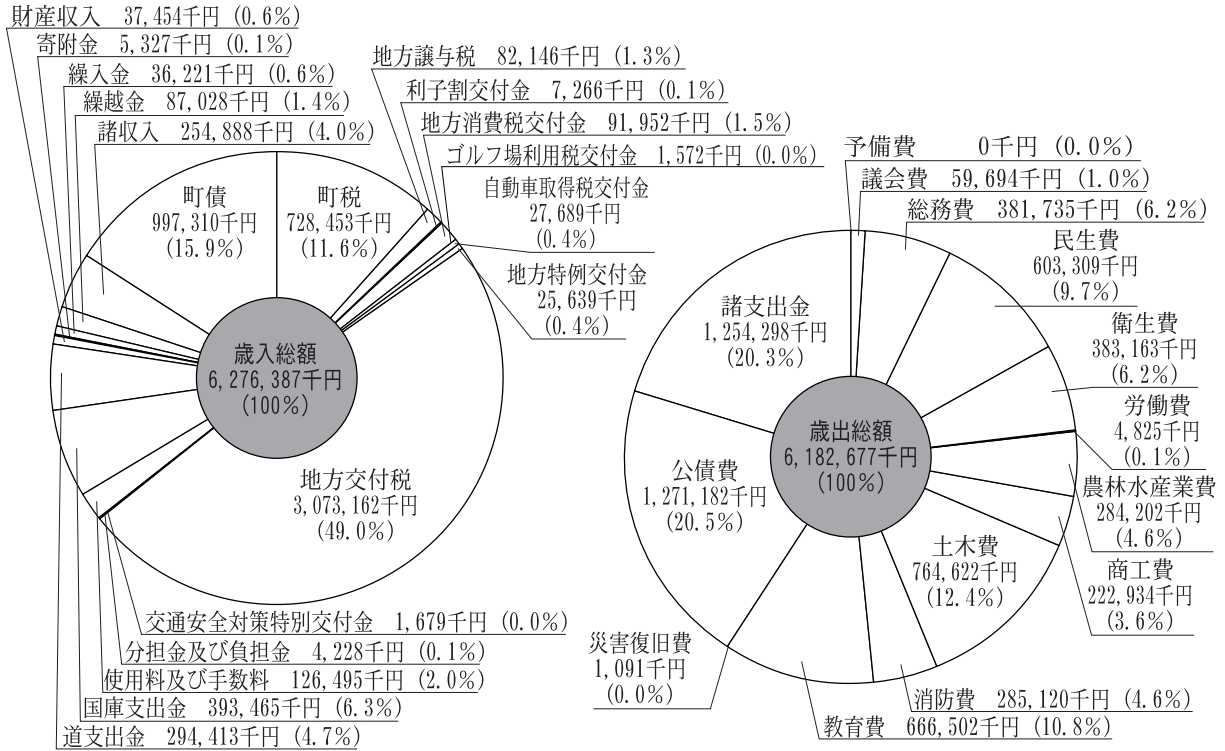 財産収入 37,454千円 (0.6%)
寄附金 5,327千円 (0.1%)
繰入金 36,221千円 (0.6%)
繰越金 87,028千円 (1.4%)
諸収入 254,888千円 (4.0%)
町債
997,310千円
(15.9%)
町税
728,453千円
(11.6%)
地方譲与税 82,146千円 (1.3%)
利子割交付金 7,266千円 (0.1%)
地方消費税交付金 91,952千円 (1.5%)
ゴルフ場利用税交付金 1,572千円 (0.0%)
自動車取得税交付金
27,689千円
(0.4%)
地方特例交付金
25,639千円
(0.4%)
歳入総額
6,276,387千円
(100%)
地方交付税
3,073,162千円
(49.0%)
交通安全対策特別交付金 1,679千円 (0.0%)
分担金及び負担金 4,228千円 (0.1%)
使用料及び手数料 126,495千円 (2.0%)
国庫支出金 393,465千円 (6.3%)
道支出金 294,413千円 (4.7%)
予備費 0千円 (0.0%)
議会費 59,694千円 (1.0%)
総務費 381,735千円 (6.2%)
民生費
603,309千円
(9.7%)
衛生費
383,163千円
(6.2%)
労働費
4,825千円
(0.1%)
農林水産業費
284,202千円
(4.6%)
商工費
222,934千円
(3.6%)
土木費
764,622千円
(12.4%)
消防費 285,120千円 (4.6%)
教育費 666,502千円 (10.8%)
災害復旧費
1,091千円
(0.0%)
公債費
1,271,182千円
(20.5%)
諸支出金
1,254,298千円
(20.3%)
歳出総額
6,182,677千円
(100%)